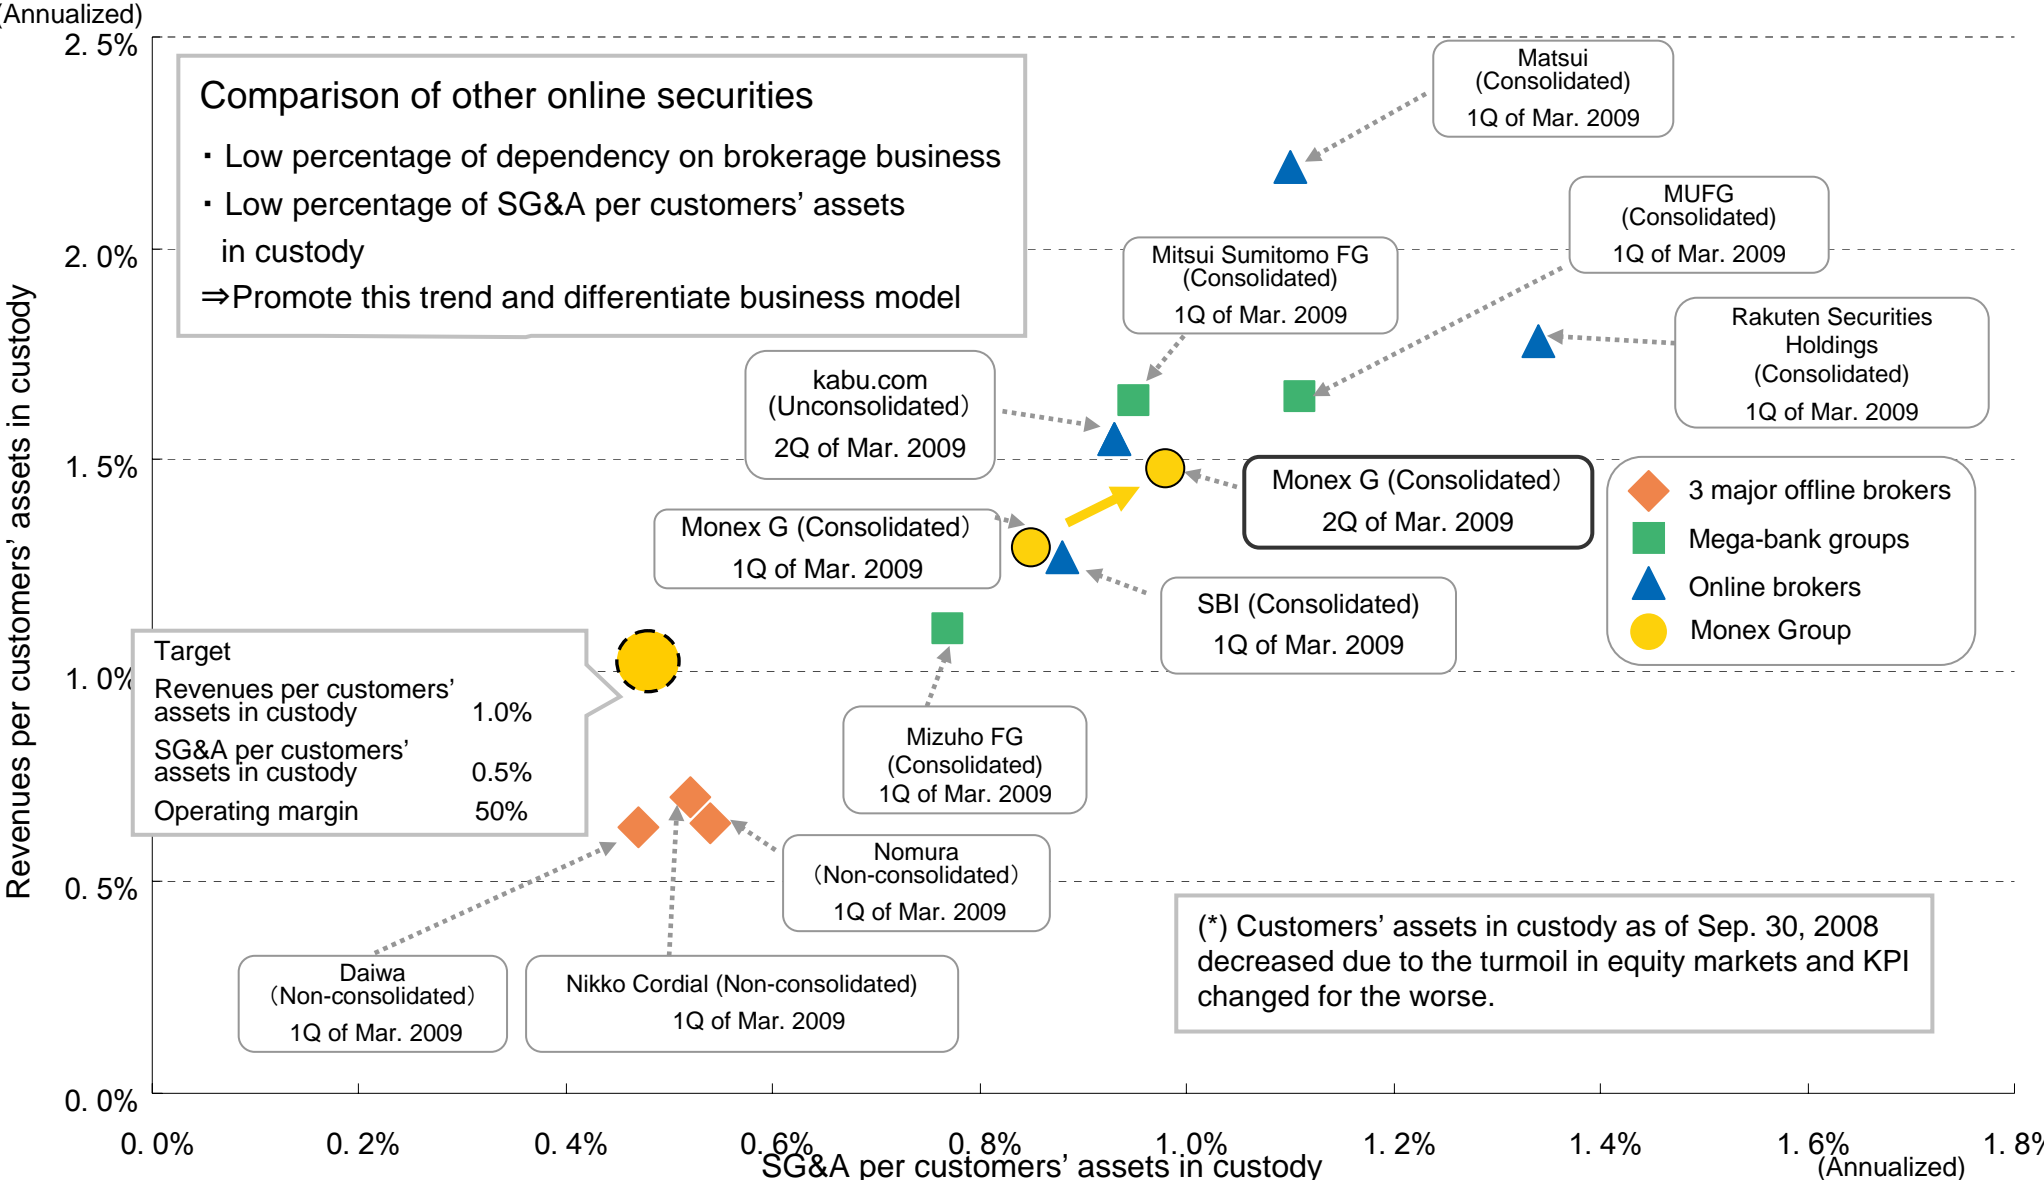 (Annualized)
2.5%
2.0%
1.5%
1.0%
0.5%
0.0%
Revenues per customers’ assets in custody
Comparison of other online securities
・Low percentage of dependency on brokerage business
・Low percentage of SG&A per customers’ assets
in custody
⇒Promote this trend and differentiate business model
Matsui
(Consolidated)
1Q of Mar. 2009
MUFG
(Consolidated)
1Q of Mar. 2009
Mitsui Sumitomo FG
(Consolidated)
1Q of Mar. 2009
Rakuten Securities
Holdings
(Consolidated)
1Q of Mar. 2009
kabu.com
(Unconsolidated）
2Q of Mar. 2009
Monex G (Consolidated）
2Q of Mar. 2009
Monex G (Consolidated）
1Q of Mar. 2009
3 major offline brokers
Mega-bank groups
Online brokers
Monex Group
SBI (Consolidated)
1Q of Mar. 2009
Target
Revenues per customers’
assets in custody 1.0%
SG&A per customers’
assets in custody 0.5%
Operating margin 50%
Mizuho FG
(Consolidated)
1Q of Mar. 2009
Nomura
（Non-consolidated）
1Q of Mar. 2009
Daiwa
（Non-consolidated）
1Q of Mar. 2009
Nikko Cordial (Non-consolidated)
1Q of Mar. 2009
(*) Customers’ assets in custody as of Sep. 30, 2008
decreased due to the turmoil in equity markets and KPI
changed for the worse.
0.0% 0.2% 0.4% 0.6% 0.8% 1.0% 1.2% 1.4% 1.6% 1.8%
SG&A per customers’ assets in custody
(Annualized)